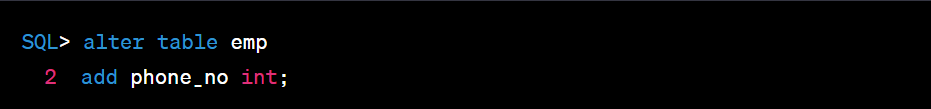 SQL> alter table emp
2 add phone_no int;